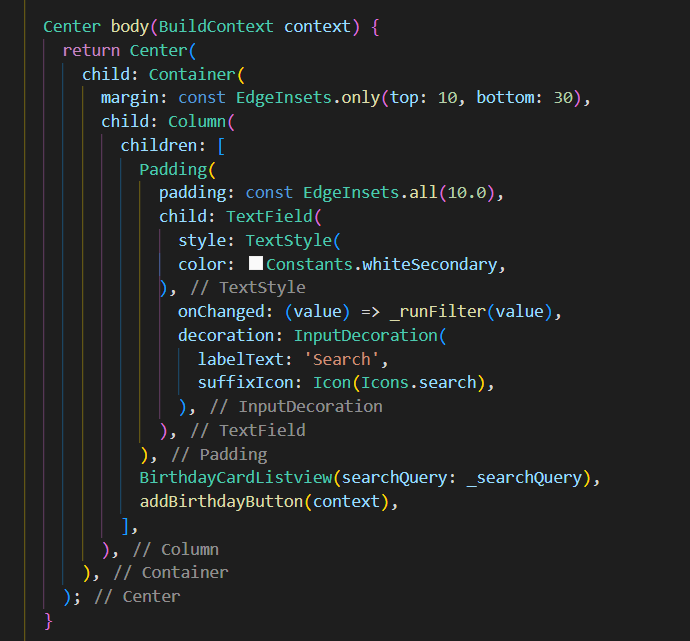 Center body(BuildContext context) {
  return Center(
    child: Container(
      margin: const EdgeInsets.only(top: 10, bottom: 30),
      child: Column(
        children: [
          Padding(
            padding: const EdgeInsets.all(10.0),
            child: TextField(
              style: TextStyle(
              color: Constants.whiteSecondary,
            ), // TextStyle
              onChanged: (value) => _runFilter(value),
              decoration: InputDecoration(
                labelText: 'Search',
                suffixIcon: Icon(Icons.search),
              ), // InputDecoration
            ), // TextField
          ), // Padding
          BirthdayCardListview(searchQuery: _searchQuery),
          addBirthdayButton(context),
        ],
      ), // Column
    ), // Container
  ); // Center
}